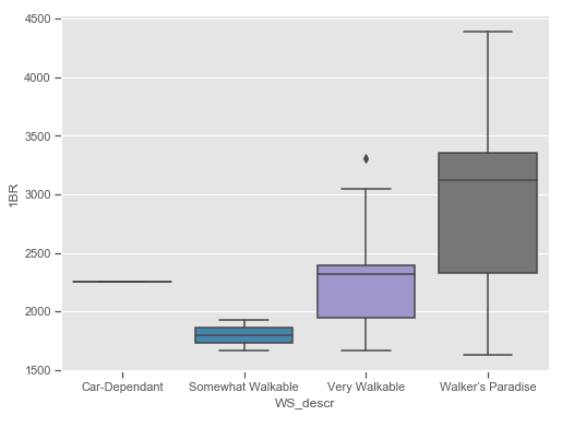 4500
4000
3500
3000
2500
2000
1500
1BR
Car-Dependant
Somewhat Walkable
Very Walkable
Walker's Paradise
WS_descr